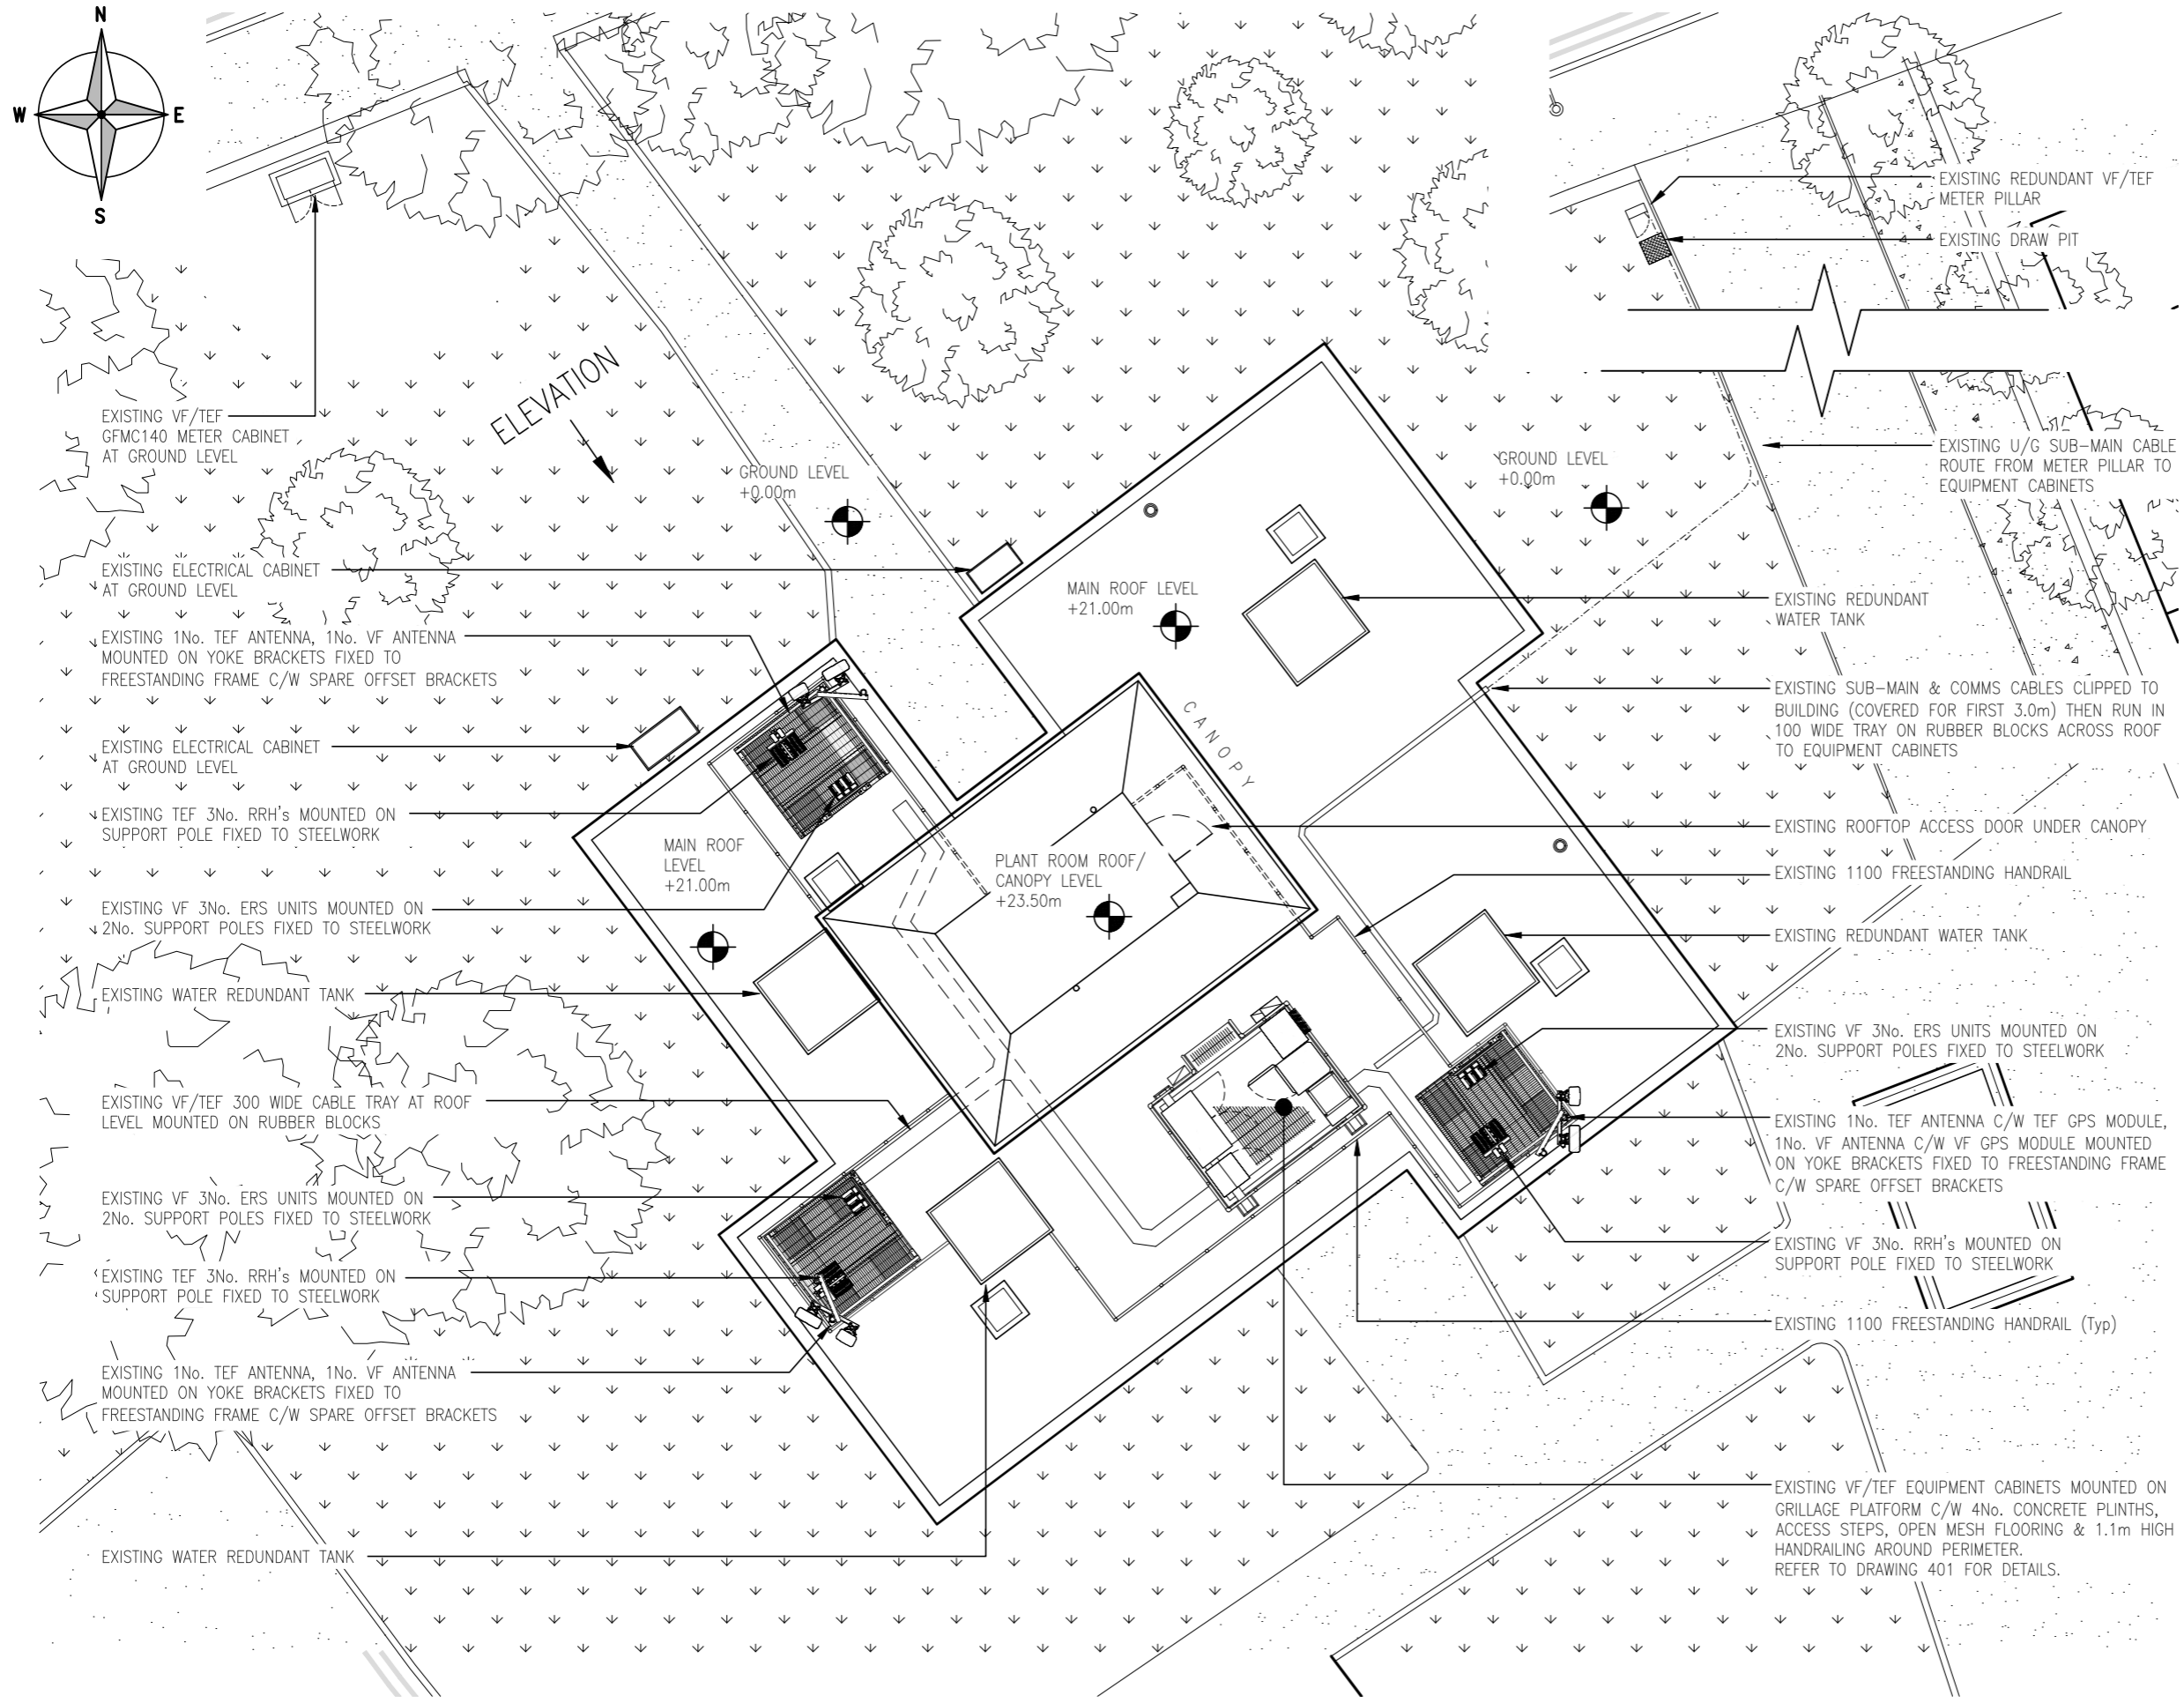 N
W
E
S
EXISTING VF/TEF
GFMC140 METER CABINET
AT GROUND LEVEL
ELEVATION
GROUND LEVEL
+0.00m
EXISTING ELECTRICAL CABINET
AT GROUND LEVEL
EXISTING 1No. TEF ANTENNA, 1No. VF ANTENNA
MOUNTED ON YOKE BRACKETS FIXED TO
FREESTANDING FRAME C/W SPARE OFFSET BRACKETS
EXISTING ELECTRICAL CABINET
AT GROUND LEVEL
EXISTING TEF 3No. RRH's MOUNTED ON
SUPPORT POLE FIXED TO STEELWORK
EXISTING VF 3No. ERS UNITS MOUNTED ON
2No. SUPPORT POLES FIXED TO STEELWORK
EXISTING WATER REDUNDANT TANK
EXISTING VF/TEF 300 WIDE CABLE TRAY AT ROOF
LEVEL MOUNTED ON RUBBER BLOCKS
EXISTING VF 3No. ERS UNITS MOUNTED ON
2No. SUPPORT POLES FIXED TO STEELWORK
EXISTING TEF 3No. RRH's MOUNTED ON
SUPPORT POLE FIXED TO STEELWORK
EXISTING 1No. TEF ANTENNA, 1No. VF ANTENNA
MOUNTED ON YOKE BRACKETS FIXED TO
FREESTANDING FRAME C/W SPARE OFFSET BRACKETS
EXISTING WATER REDUNDANT TANK
MAIN ROOF LEVEL
+21.00m
CANOPY
MAIN ROOF
LEVEL
+21.00m
PLANT ROOM ROOF/
CANOPY LEVEL
+23.50m
GROUND LEVEL
+0.00m
EXISTING REDUNDANT VF/TEF
METER PILLAR
EXISTING DRAW PIT
EXISTING U/G SUB-MAIN CABLE
ROUTE FROM METER PILLAR TO
EQUIPMENT CABINETS
EXISTING REDUNDANT
WATER TANK
EXISTING SUB-MAIN & COMMS CABLES CLIPPED TO
BUILDING (COVERED FOR FIRST 3.0m) THEN RUN IN
100 WIDE TRAY ON RUBBER BLOCKS ACROSS ROOF
TO EQUIPMENT CABINETS
EXISTING ROOFTOP ACCESS DOOR UNDER CANOPY
EXISTING 1100 FREESTANDING HANDRAIL
EXISTING REDUNDANT WATER TANK
EXISTING VF 3No. ERS UNITS MOUNTED ON
2No. SUPPORT POLES FIXED TO STEELWORK
EXISTING 1No. TEF ANTENNA C/W TEF GPS MODULE,
1No. VF ANTENNA C/W VF GPS MODULE MOUNTED
ON YOKE BRACKETS FIXED TO FREESTANDING FRAME
C/W SPARE OFFSET BRACKETS
EXISTING VF 3No. RRH's MOUNTED ON
SUPPORT POLE FIXED TO STEELWORK
EXISTING 1100 FREESTANDING HANDRAIL (Typ)
EXISTING VF/TEF EQUIPMENT CABINETS MOUNTED ON
GRILLAGE PLATFORM C/W 4No. CONCRETE PLINTHS,
ACCESS STEPS, OPEN MESH FLOORING & 1.1m HIGH
HANDRAILING AROUND PERIMETER.
REFER TO DRAWING 401 FOR DETAILS.